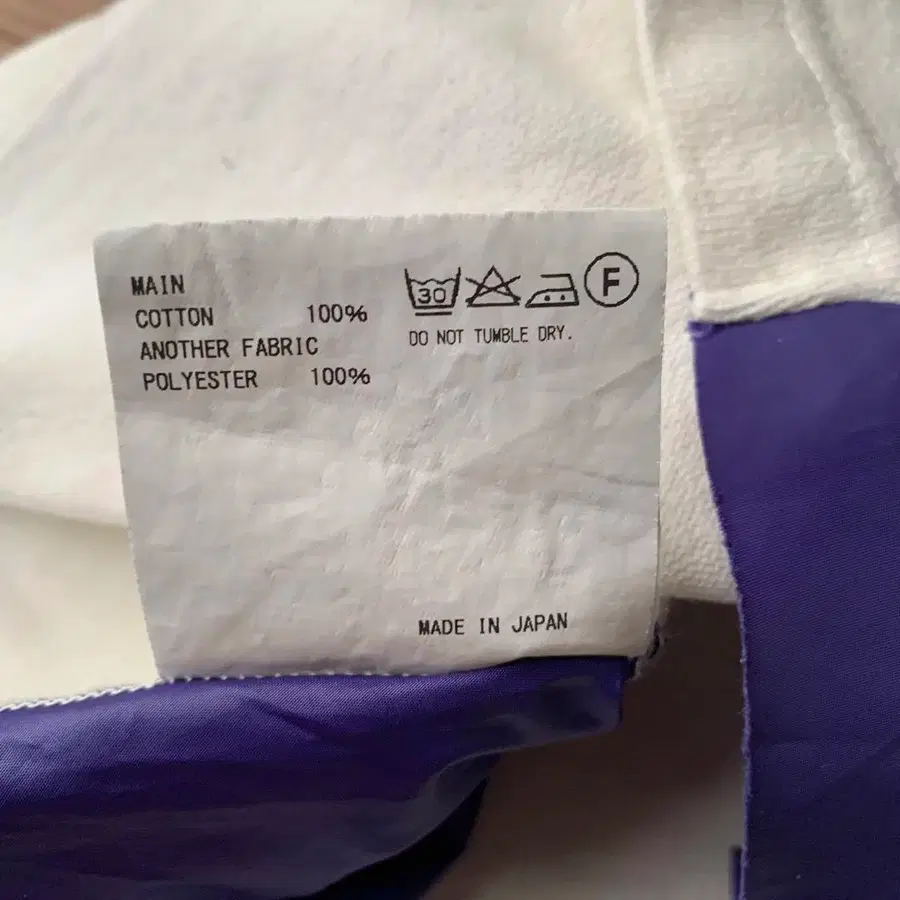 MAIN
COTTON 100%
ANOTHER FABRIC
POLYESTER 100%
30 F
DO NOT TUMBLE DRY.
MADE IN JAPAN